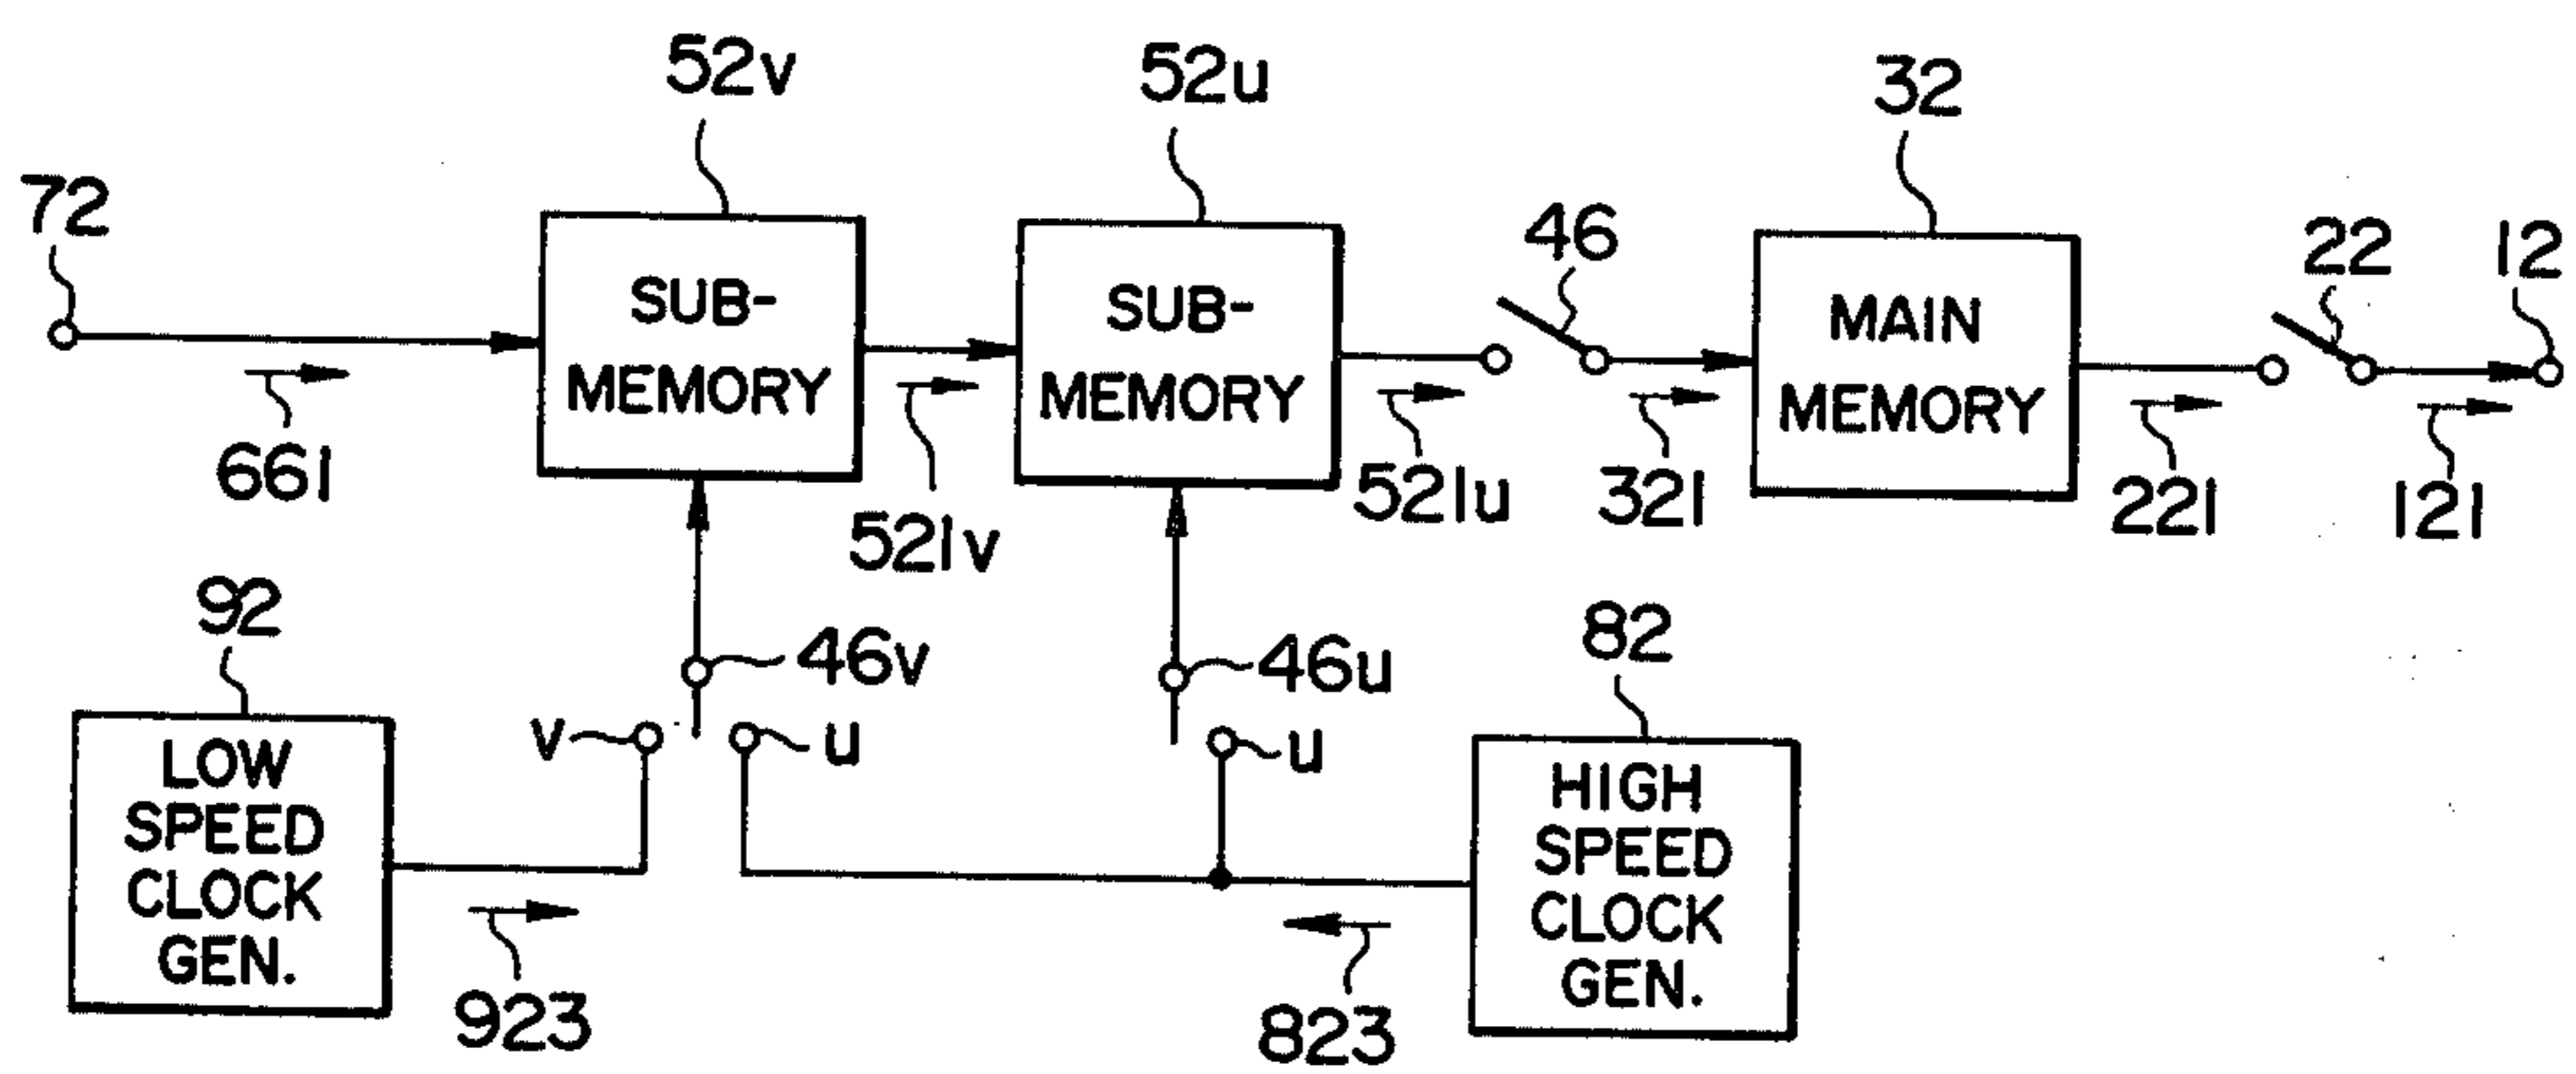 52v
52u
32
72
46
22
12
SUB-
MEMORY
SUB-
MEMORY
MAIN
MEMORY
661
521v
521u
321
221
121
92
46v
46u
82
v
u
u
LOW
SPEED
CLOCK
GEN.
HIGH
SPEED
CLOCK
GEN.
923
823